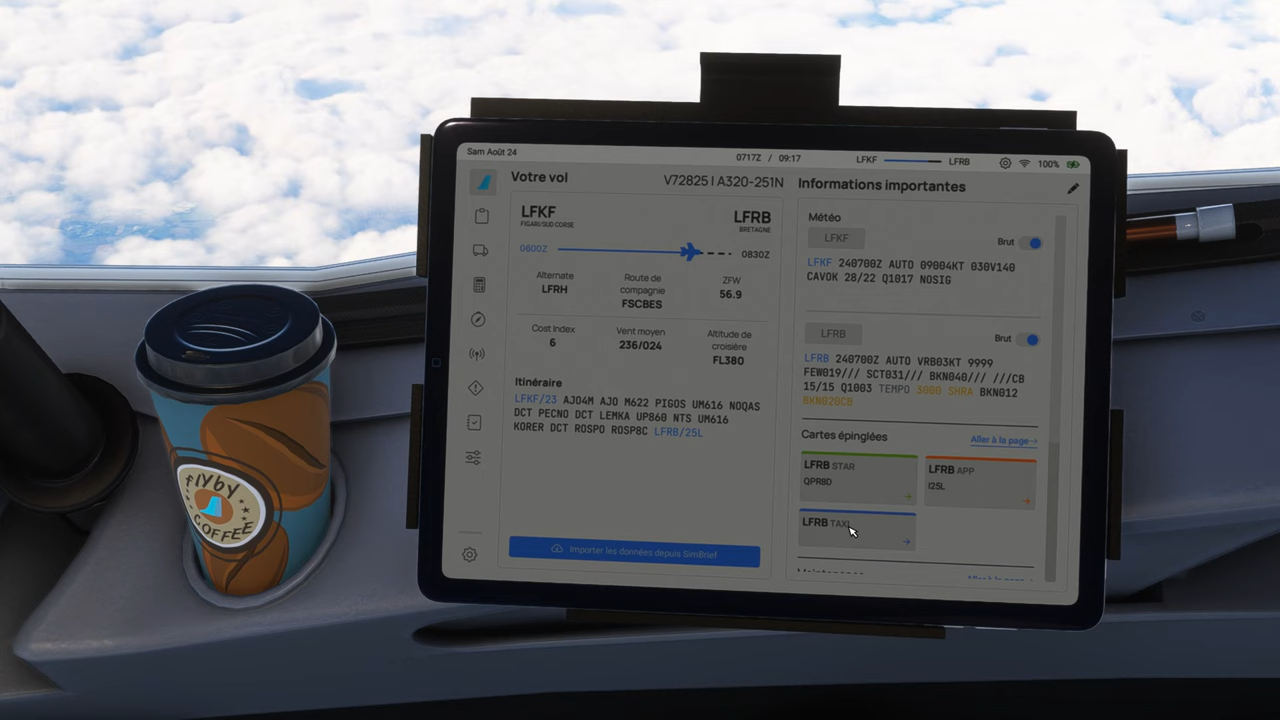 Sam Août 24
0717Z / 09:17
LFKF LFRB
100%
Votre vol
V72825 | A320-251N
LFKF
FIGARI/SUD-CORSE
LFRB
BRETAGNE
0600Z
0830Z
Alternate
LFRH
Route de
compagnie
FSCBES
ZFW
56.9
Cost Index
6
Vent moyen
236/024
Altitude de
croisière
FL380
Itinéraire
LFKF/23 AJO4M AJO M622 PIGOS UM616 NOQAS
DCT PECNO DCT LEMKA UP860 NTS UM616
KORER DCT ROSPO ROSP8C LFRB/25L
Importer les données depuis SimBrief
Informations importantes
Météo
LFKF
Brut
LFKF 240700Z AUTO 09004KT 030V140
CAVOK 28/22 Q1017 NOSIG
LFRB
Brut
LFRB 240700Z AUTO VRB03KT 9999
FEW019/// SCT031/// BKN040/// ///CB
15/15 Q1003 TEMPO 3000 SHRA BKN012
BKN020CB
Cartes épinglées
Aller à la page
LFRB STAR
QPR8D
LFRB APP
I25L
LFRB TAXI
Maintenance
Aller à la page
flyby
COFFEE